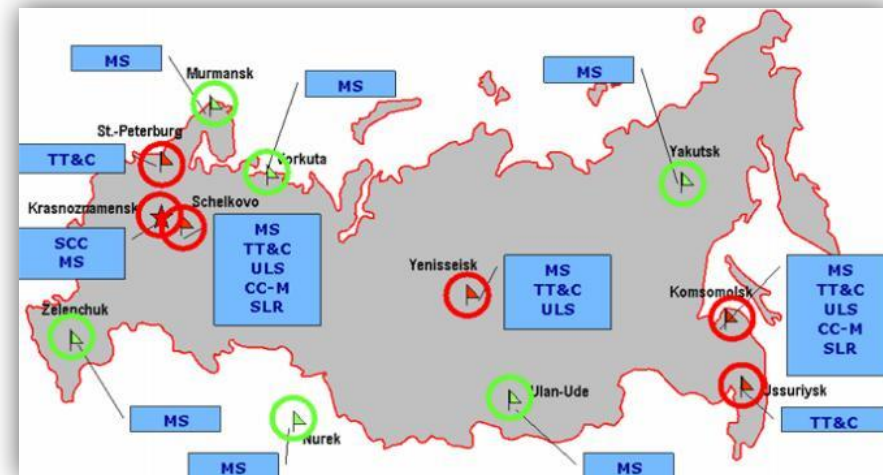 MS
Murmansk
MS
MS
St.-Peterburg
TT&C
Vorkuta
Yakutsk
Krasnoznamensk
Schelkovo
SCC
MS
MS
TT&C
ULS
CC-M
SLR
Yenisseisk
MS
TT&C
ULS
Komsomolsk
MS
TT&C
ULS
CC-M
SLR
Zelenchuk
MS
Nurek
MS
Ulan-Ude
MS
Ussuriysk
TT&C